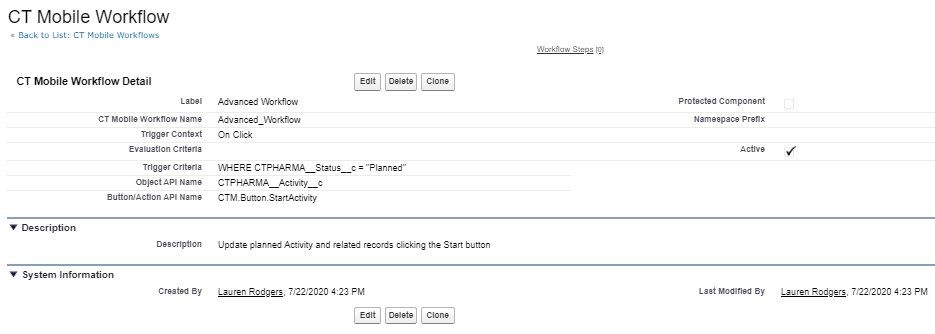 CT Mobile Workflow
« Back to List: CT Mobile Workflows
Workflow Steps [0]
CT Mobile Workflow Detail Edit Delete Clone
Label Advanced Workflow Protected Component
CT Mobile Workflow Name Advanced_Workflow Namespace Prefix
Trigger Context On Click
Evaluation Criteria Active
Trigger Criteria WHERE CTPHARMA__Status__c = "Planned"
Object API Name CTPHARMA__Activity__c
Button/Action API Name CTM.Button.StartActivity
Description
Description Update planned Activity and related records clicking the Start button
System Information
Created By Lauren Rodgers, 7/22/2020 4:23 PM Last Modified By Lauren Rodgers, 7/22/2020 4:23 PM
Edit Delete Clone